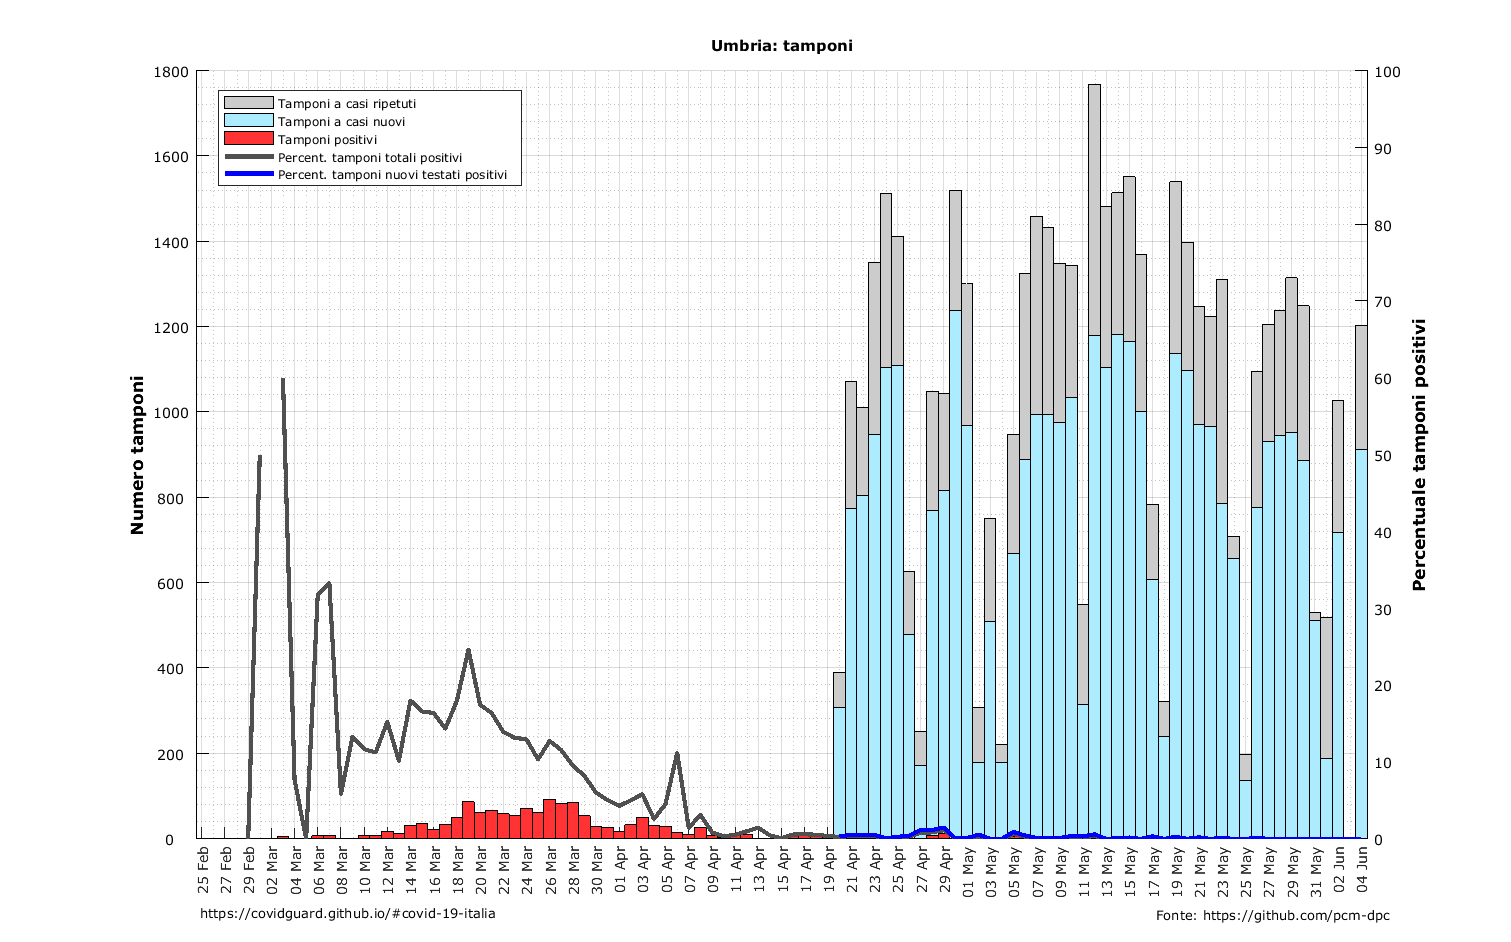 Umbria: tamponi
Tamponi a casi ripetuti
Tamponi a casi nuovi
Tamponi positivi
Percent. tamponi totali positivi
Percent. tamponi nuovi testati positivi
Numero tamponi
1800
1600
1400
1200
1000
800
600
400
200
0
100
90
80
70
60
50
40
30
20
10
0
Percentuale tamponi positivi
25 Feb
27 Feb
29 Feb
02 Mar
04 Mar
06 Mar
08 Mar
10 Mar
12 Mar
14 Mar
16 Mar
18 Mar
20 Mar
22 Mar
24 Mar
26 Mar
28 Mar
30 Mar
01 Apr
03 Apr
05 Apr
07 Apr
09 Apr
11 Apr
13 Apr
15 Apr
17 Apr
19 Apr
21 Apr
23 Apr
25 Apr
27 Apr
29 Apr
01 May
03 May
05 May
07 May
09 May
11 May
13 May
15 May
17 May
19 May
21 May
23 May
25 May
27 May
29 May
31 May
02 Jun
04 Jun
https://covidguard.github.io/#covid-19-italia
Fonte: https://github.com/pcm-dpc